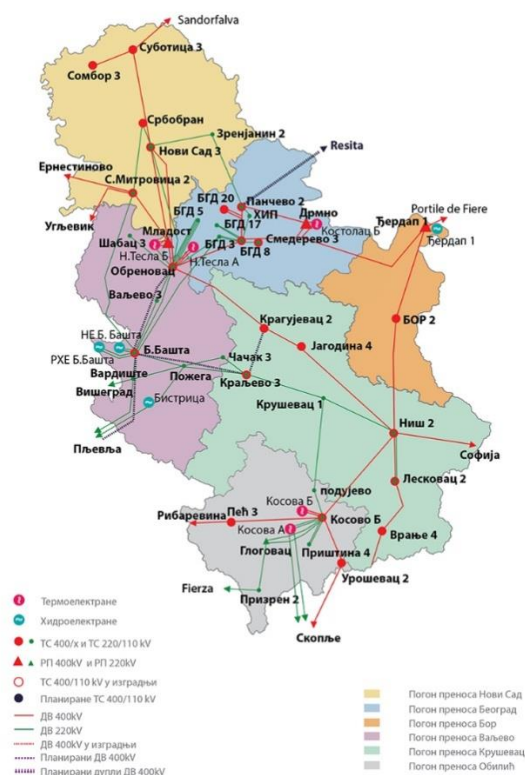 Sandorfalva
Суботица 3
Сомбор 3
Србобран
Зрењанин 2
Нови Сад 3
Ернестиново
Resita
С.Митровица 2
БГД 20
Панчево 2
Portile de Fiere
БГД 5
ХИП
Дрмно
Ђердап 1
Угљевик
Младост
БГД 17
Костолац Б
Шабац 3
БГД 3
Смедерево 3
Ђердап 1
Н.Тесла Б
Н.Тесла А
БГД 8
Обреновац
Ваљево 3
Крагујевац 2
БОР 2
НЕ Б. Башта
Јагодина 4
РХЕ Б.Башта
Б.Башта
Чачак 3
Вардиште
Пожега
Краљево 3
Вишеград
Бистрица
Крушевац 1
Ниш 2
Пљевља
Софија
Лесковац 2
подујево
Косова Б
Рибаревина
Пећ 3
Косово Б
Косова А
Врање 4
Глоговац
Приштина 4
Урошевац 2
Fierza
Призрен 2
Скопље
Термоелектране
Хидроелектране
ТС 400/x и ТС 220/110 kV
РП 400kV и РП 220kV
ТС 400/110 kV у изградњи
Планиране ТС 400/110 kV
ДВ 400kV
ДВ 220kV
ДВ 400kV у изградњи
Планирани ДВ 400kV
Планирани дупли ДВ 400kV
Погон преноса Нови Сад
Погон преноса Београд
Погон преноса Бор
Погон преноса Ваљево
Погон преноса Крушевац
Погон преноса Обилић